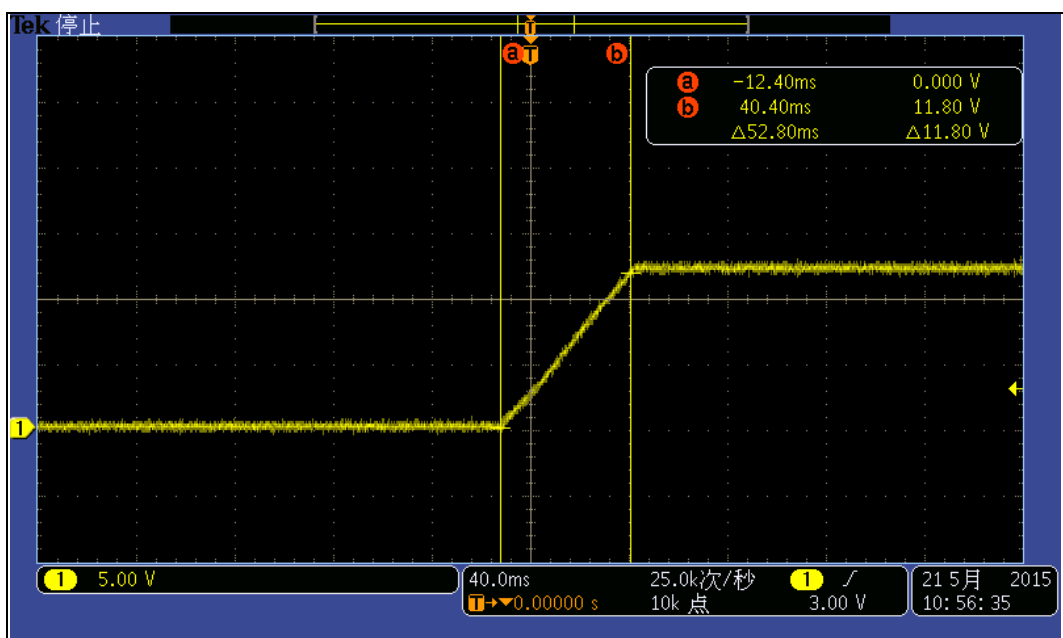 Tek 停止
T
a T b
a -12.40ms 0.000 V
b 40.40ms 11.80 V
△52.80ms △11.80 V
1
1 5.00 V
40.0ms 25.0k次/秒 1
T→▼0.00000 s 10k 点 3.00 V
21 5月 2015
10:56:35